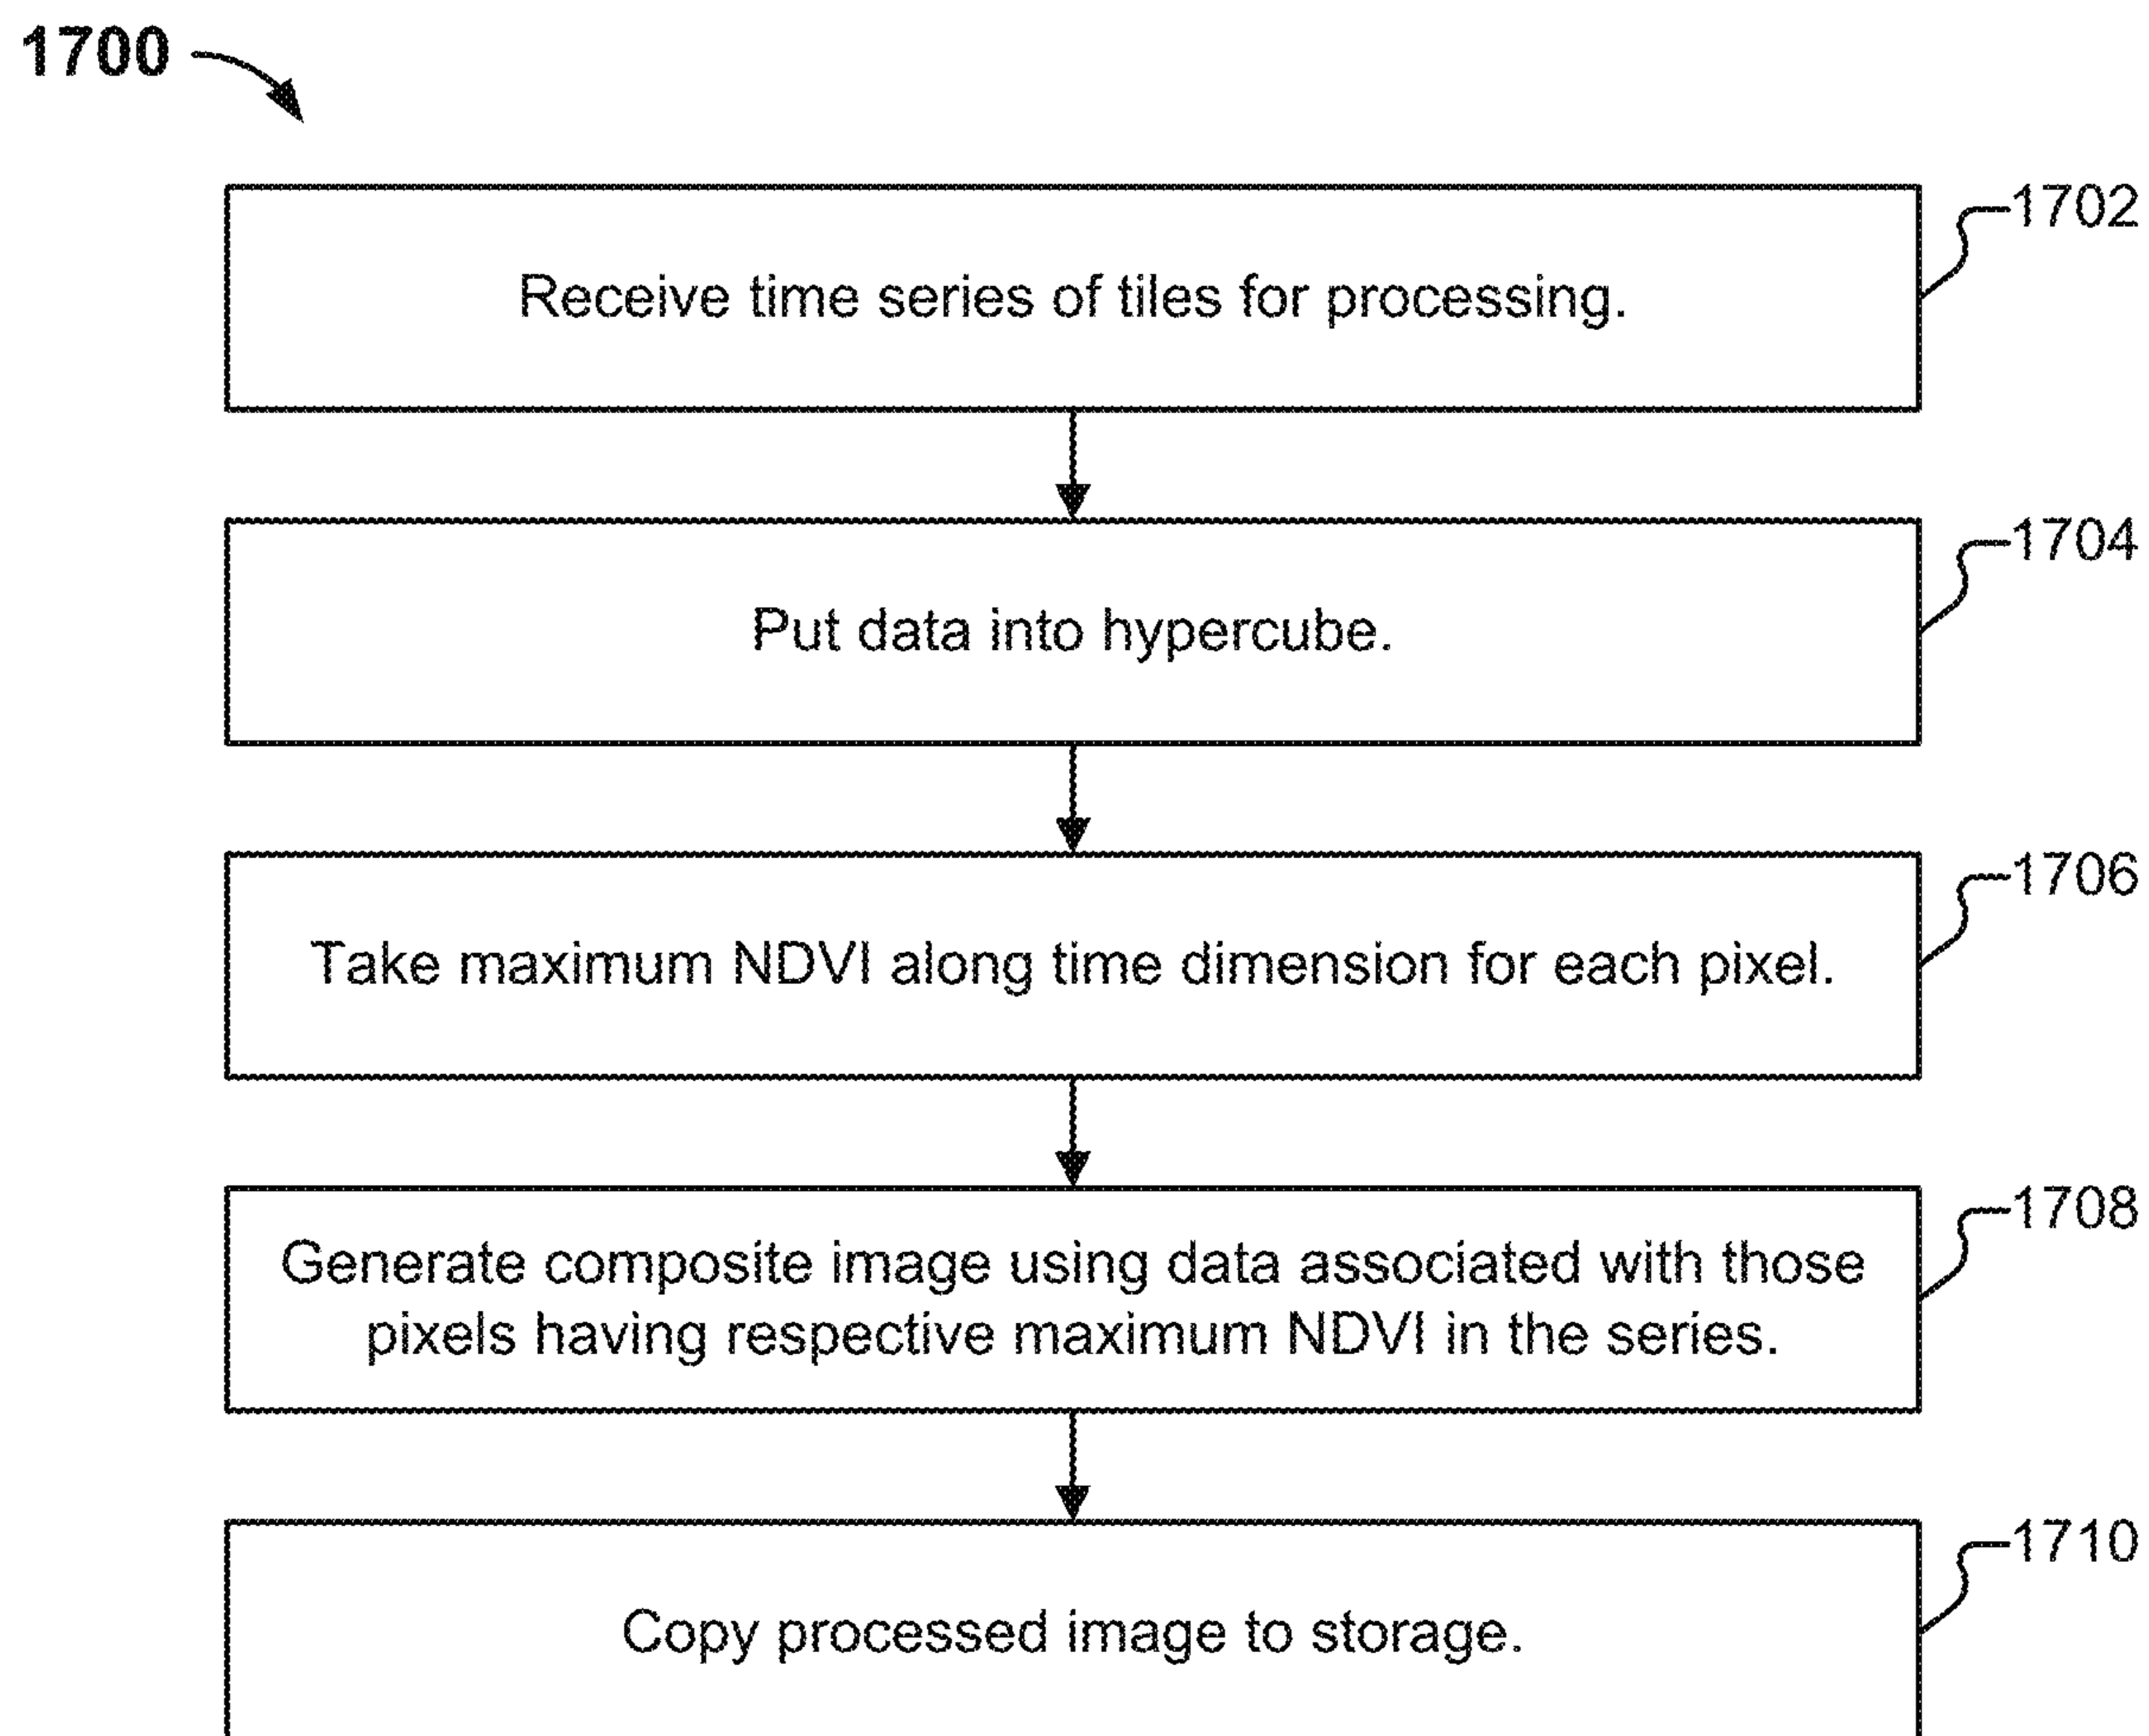 1700
1702
Receive time series of tiles for processing.
1704
Put data into hypercube.
1706
Take maximum NDVI along time dimension for each pixel.
1708
Generate composite image using data associated with those
pixels having respective maximum NDVI in the series.
1710
Copy processed image to storage.